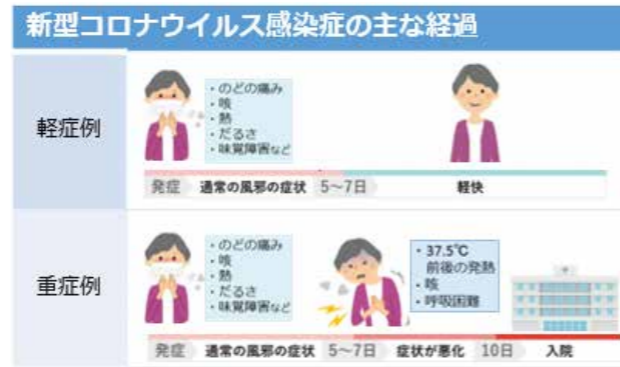 新型コロナウイルス感染症の主な経過
軽症例
・のどの痛み
・咳
・熱
・だるさ
・味覚障害など
発症 通常の風邪の症状 5～7日 軽快
重症例
・のどの痛み
・咳
・熱
・だるさ
・味覚障害など
・37.5℃
前後の発熱
・咳
・呼吸困難
発症 通常の風邪の症状 5～7日 症状が悪化 10日 入院